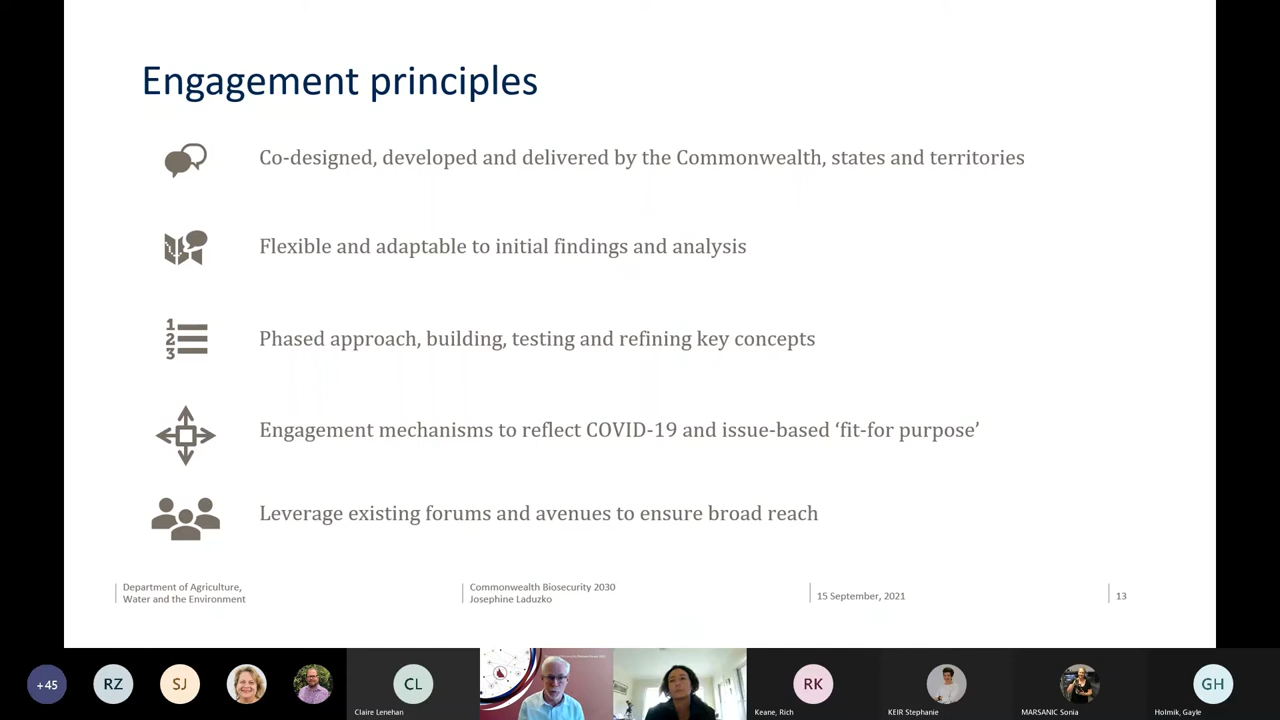 Engagement principles
Co-designed, developed and delivered by the Commonwealth, states and territories
Flexible and adaptable to initial findings and analysis
1
2
3
Phased approach, building, testing and refining key concepts
Engagement mechanisms to reflect COVID-19 and issue-based ‘fit-for purpose’
Leverage existing forums and avenues to ensure broad reach
Department of Agriculture,
Water and the Environment
Commonwealth Biosecurity 2030
Josephine Laduzko
15 September, 2021
13
+45
RZ
SJ
CL
Claire Lenehan
RK
Keane, Rich
KEIR Stephanie
MARSANIC Sonia
GH
Holmik, Gayle